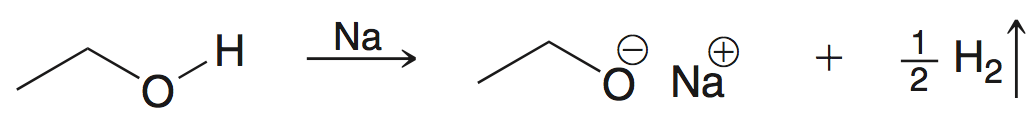 O H Na O⊖ Na⊕ + 1/2 H₂↑